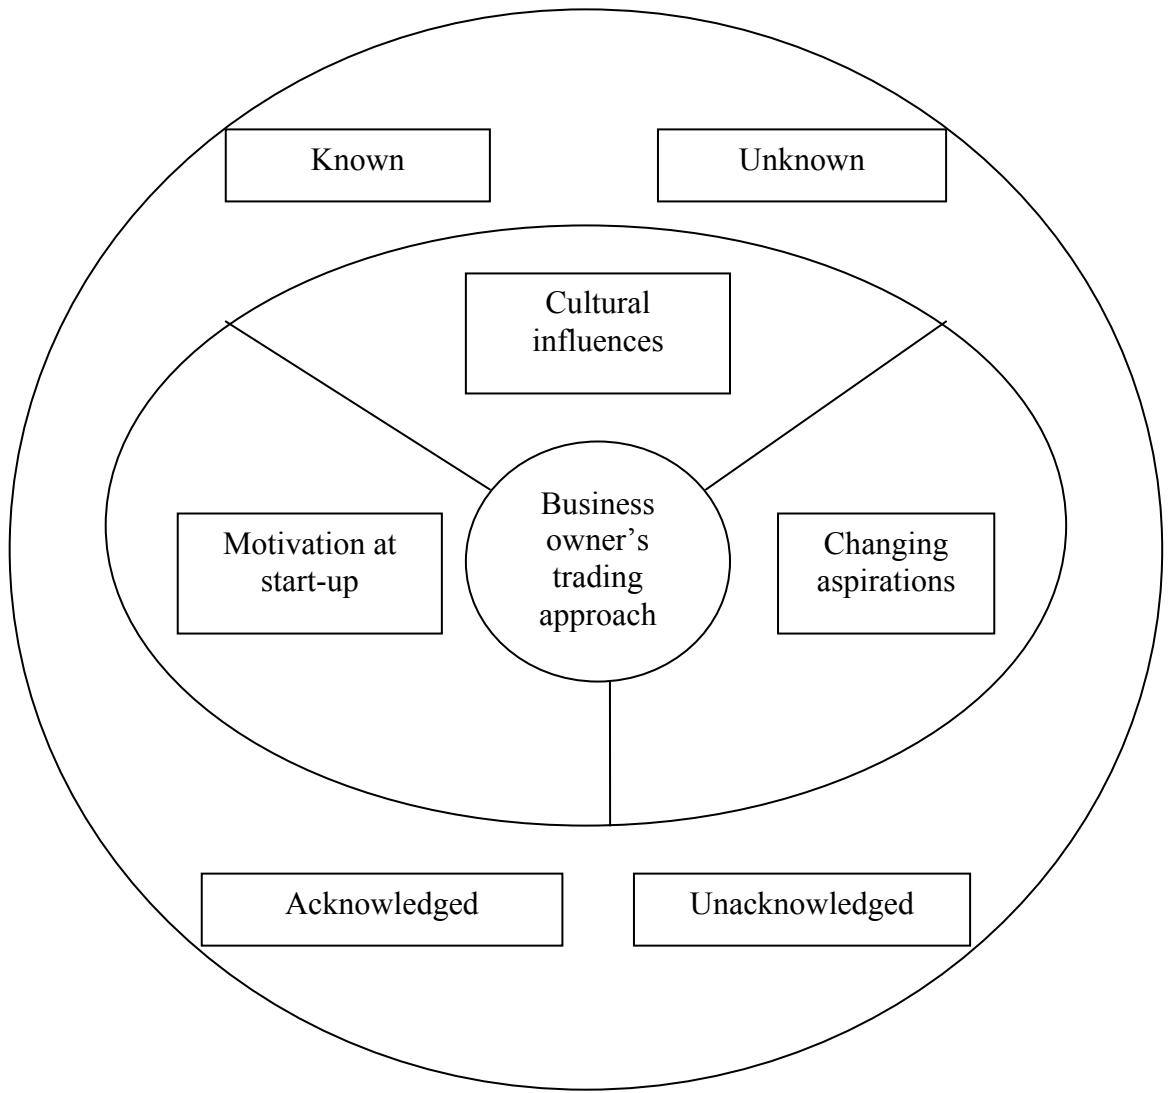 Known
Unknown
Cultural
influences
Motivation at
start-up
Business
owner’s
trading
approach
Changing
aspirations
Acknowledged
Unacknowledged